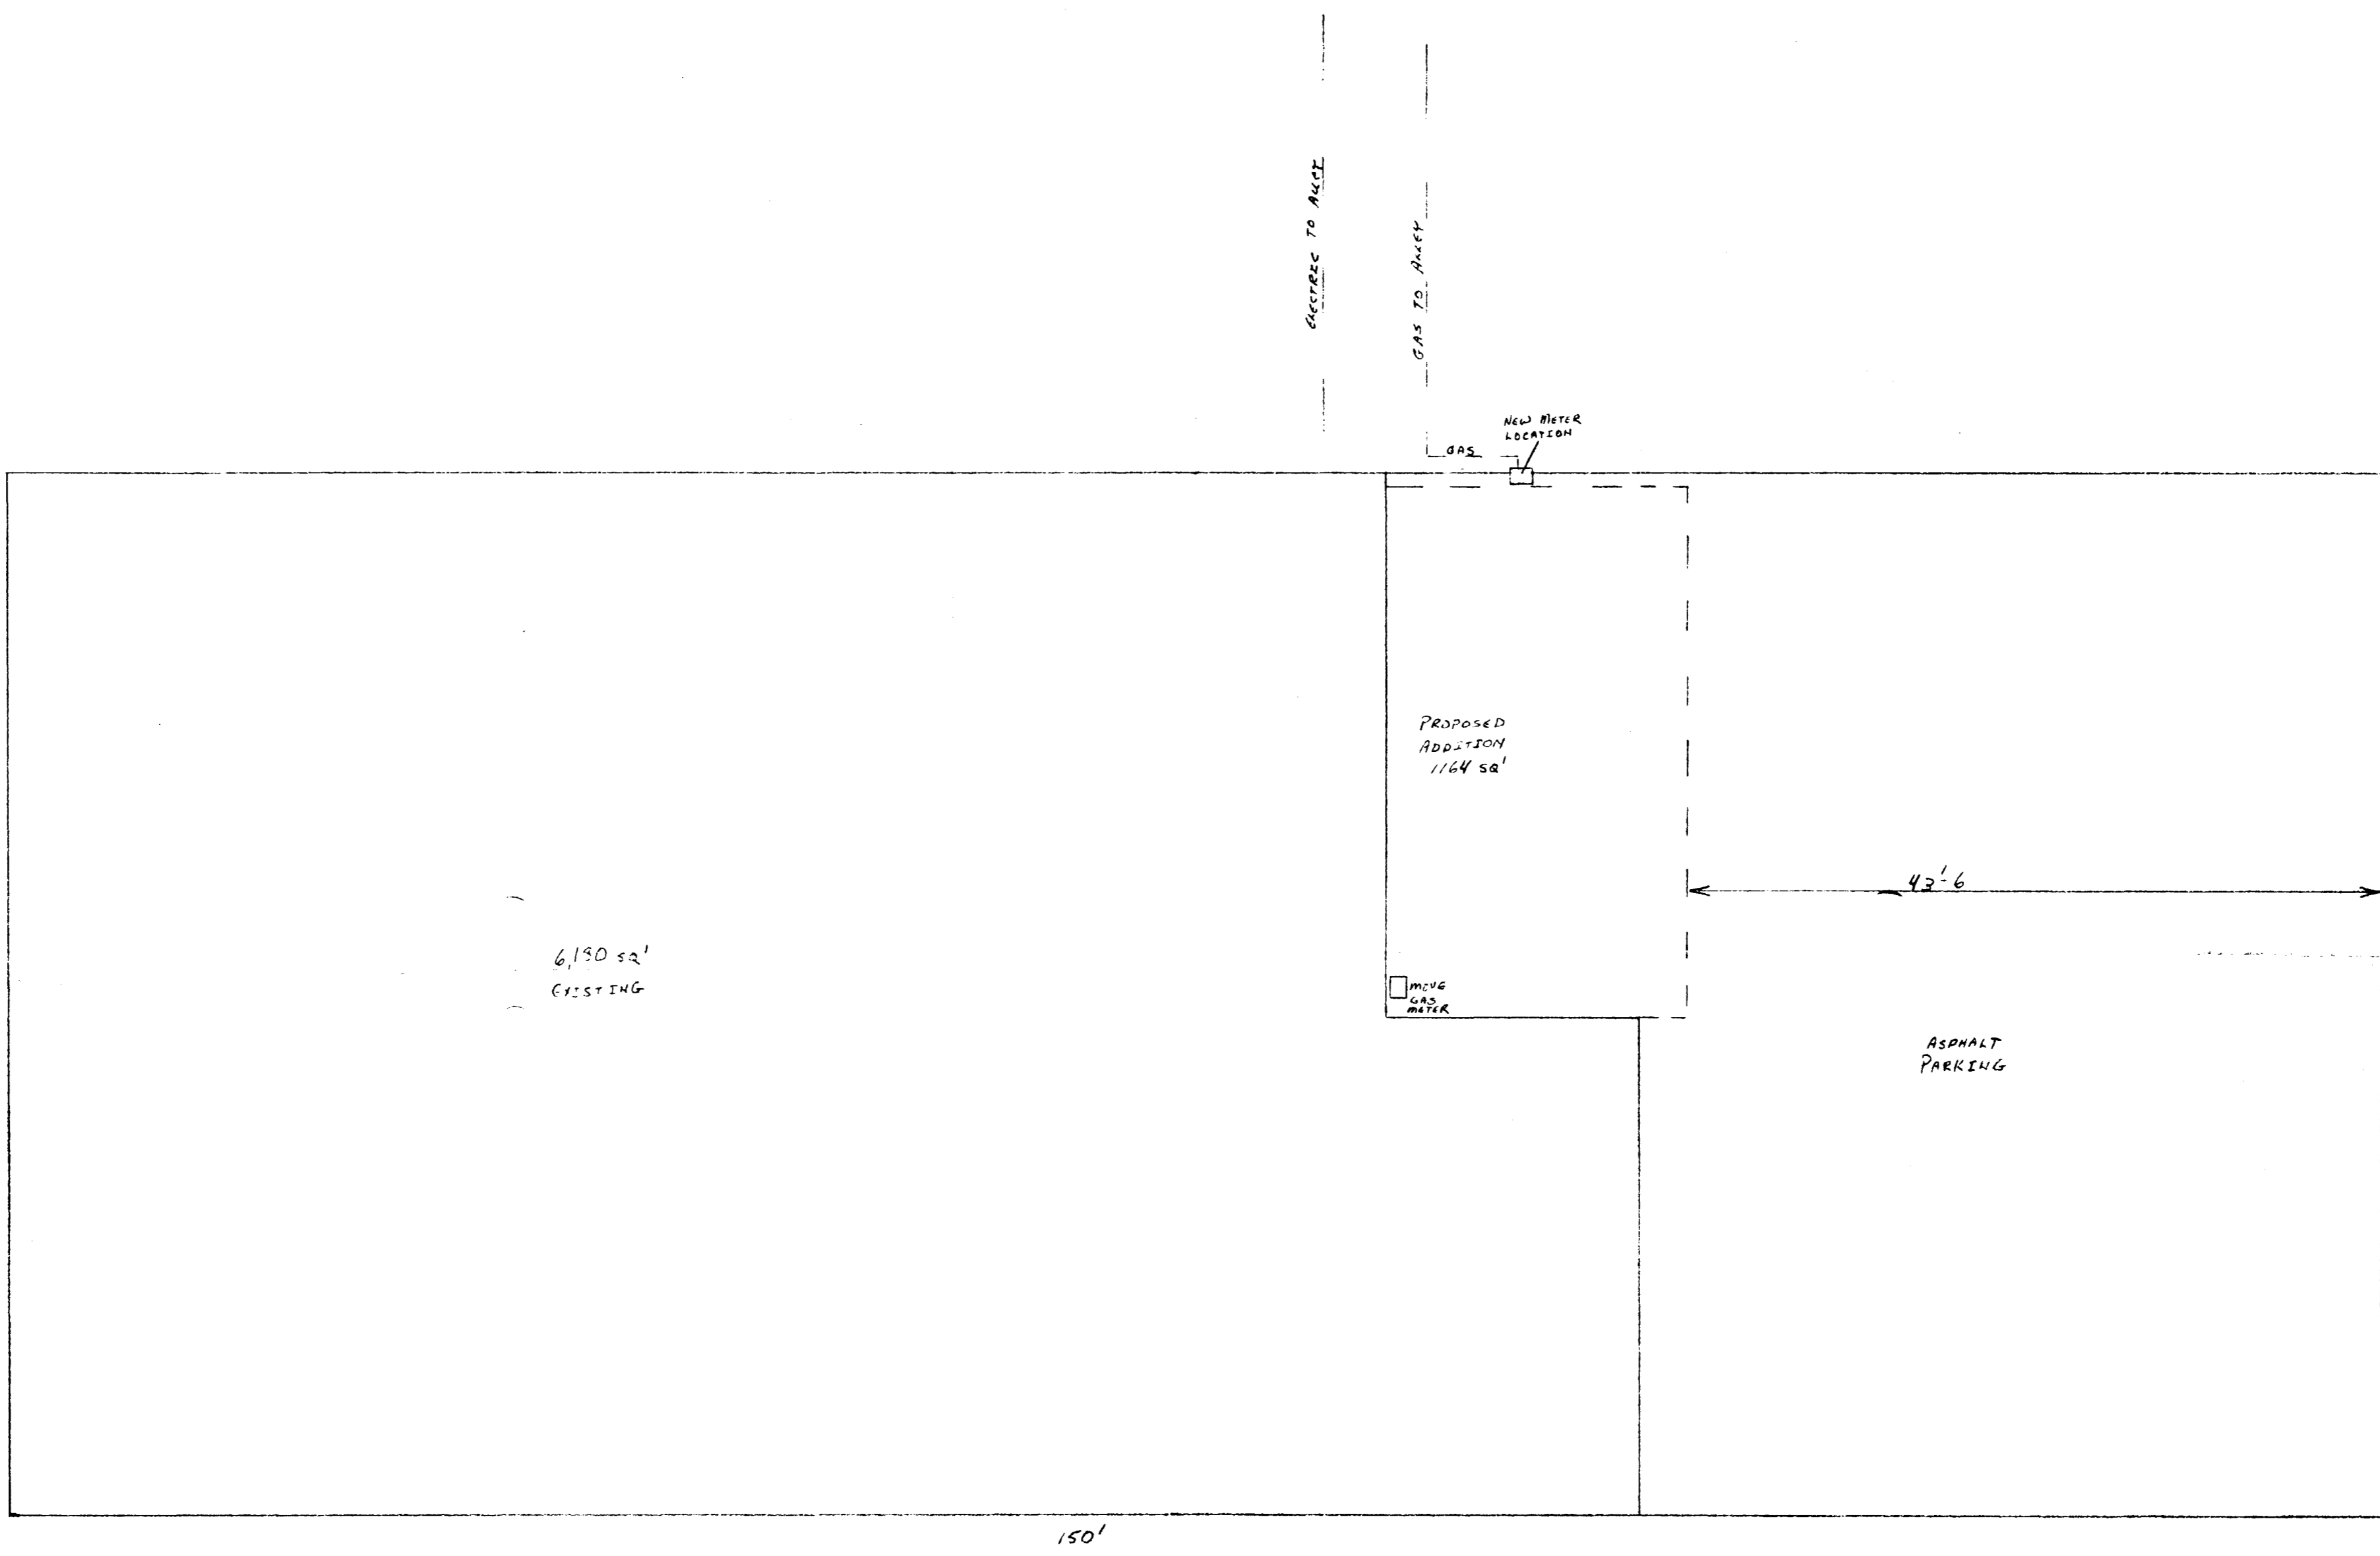 ELECTRIC TO ALLEY
GAS TO ALLEY
NEW METER
LOCATION
GAS
PROPOSED
ADDITION
1164 SQ'
43'-6
6,190 SQ'
EXISTING
MOVE
GAS
METER
ASPHALT
PARKING
150'